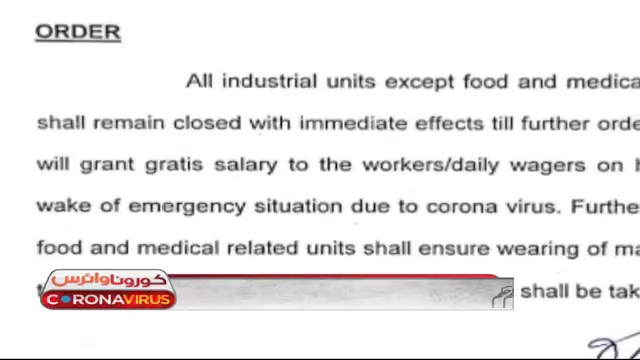 ORDER
All industrial units except food and medica
shall remain closed with immediate effects till further orde
will grant gratis salary to the workers/daily wagers on h
wake of emergency situation due to corona virus. Furthe
food and medical related units shall ensure wearing of ma
shall be tak
کورونا وائرس
CORONAVIRUS